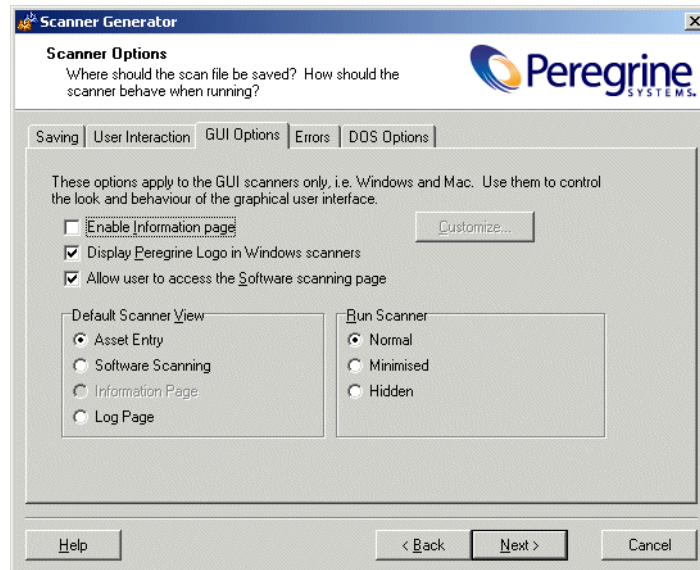 Scanner Generator
Scanner Options
Where should the scan file be saved? How should the
scanner behave when running?
Peregrine
SYSTEMS.
Saving
User Interaction
GUI Options
Errors
DOS Options
These options apply to the GUI scanners only, i.e. Windows and Mac. Use them to control
the look and behaviour of the graphical user interface.
Enable Information page
Customize...
Display Peregrine Logo in Windows scanners
Allow user to access the Software scanning page
Default Scanner View
Asset Entry
Software Scanning
Information Page
Log Page
Run Scanner
Normal
Minimised
Hidden
Help
< Back
Next >
Cancel